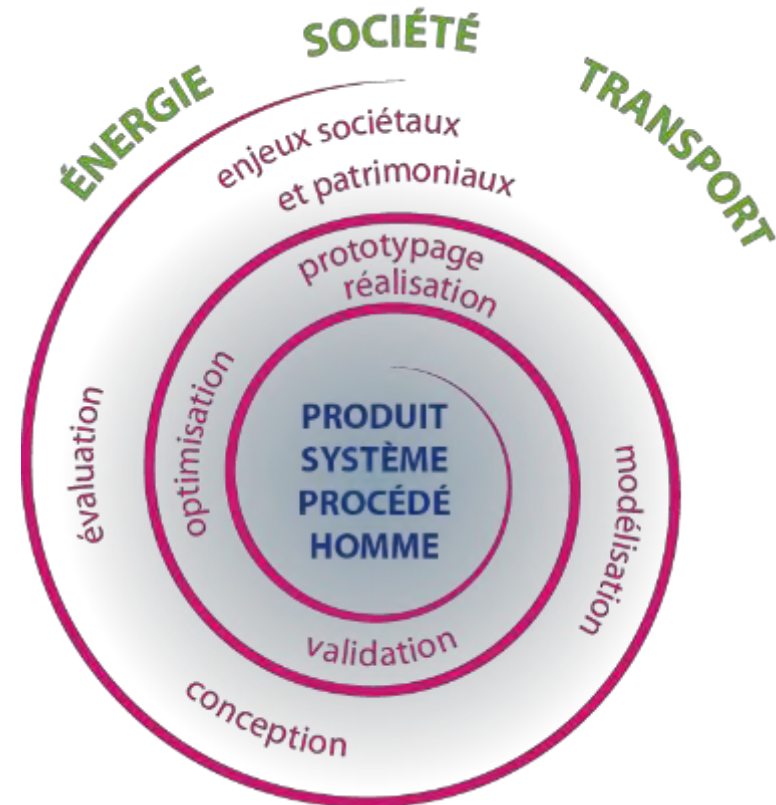 ÉNERGIE
SOCIÉTÉ
TRANSPORT
enjeux sociétaux
et patrimoniaux
prototypage
réalisation
évaluation
optimisation
PRODUIT
SYSTÈME
PROCÉDÉ
HOMME
modélisation
validation
conception